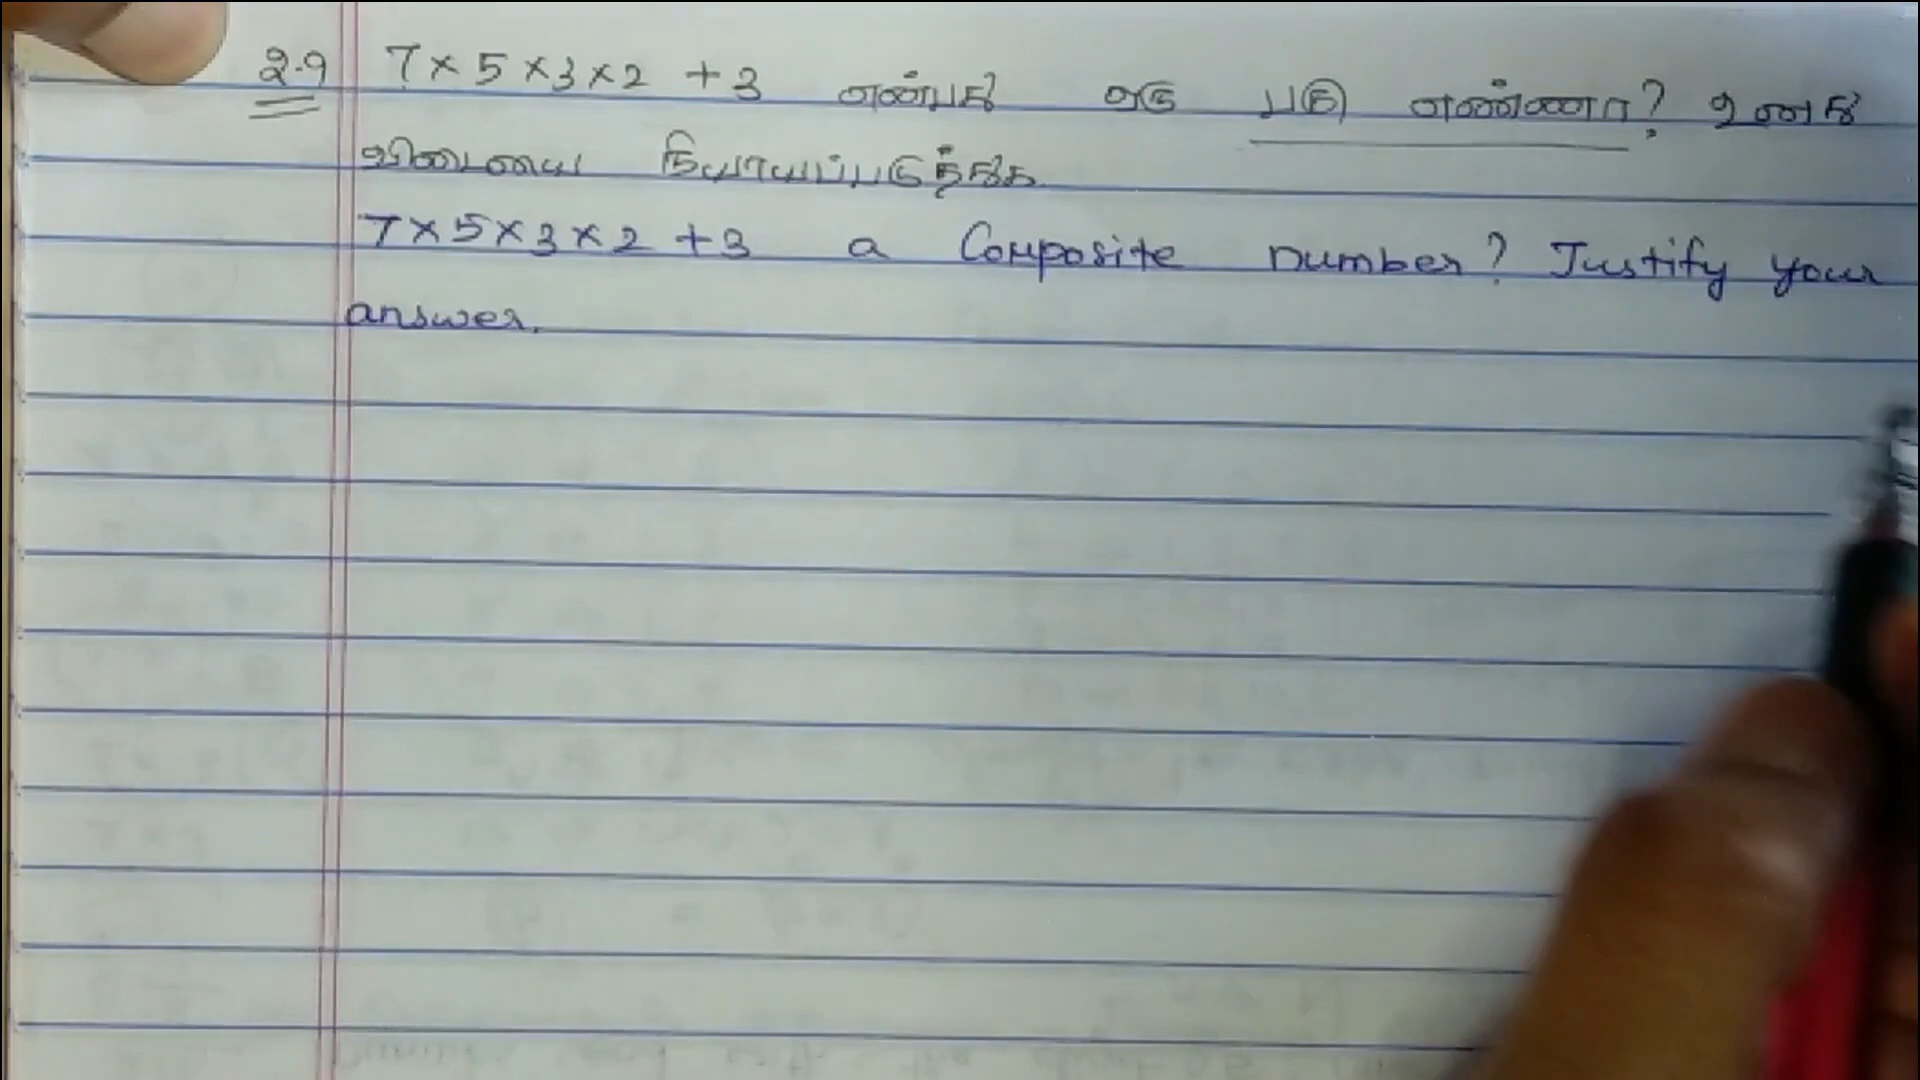 2.9 7×5×3×2 +3 என்பது ஒரு பகு எண்ணா? உனது
விடையை நியாயப்படுத்துக.
7×5×3×2 +3 a Composite number? Justify your
answer.